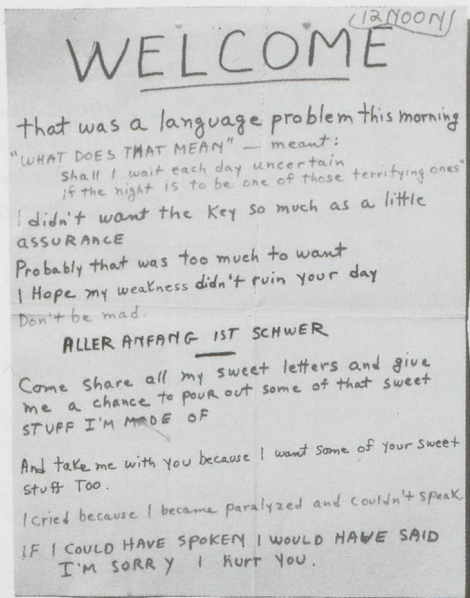 (12 NOON)
WELCOME
that was a language problem this morning
"WHAT DOES THAT MEAN" — meant:
shall I wait each day uncertain
if the night is to be one of those terrifying ones"
I didn't want the Key so much as a little
ASSURANCE
Probably that was too much to want
I Hope my weakness didn't ruin your day
Don't be mad.
ALLER ANFANG IST SCHWER
Come share all my sweet letters and give
me a chance to pour out some of that sweet
STUFF I'M MADE OF
And take me with you because I want some of your sweet
stuff Too.
I cried because I became paralyzed and couldn't speak
IF I COULD HAVE SPOKEN I WOULD HAVE SAID
I'M SORRY I hurt YOU.